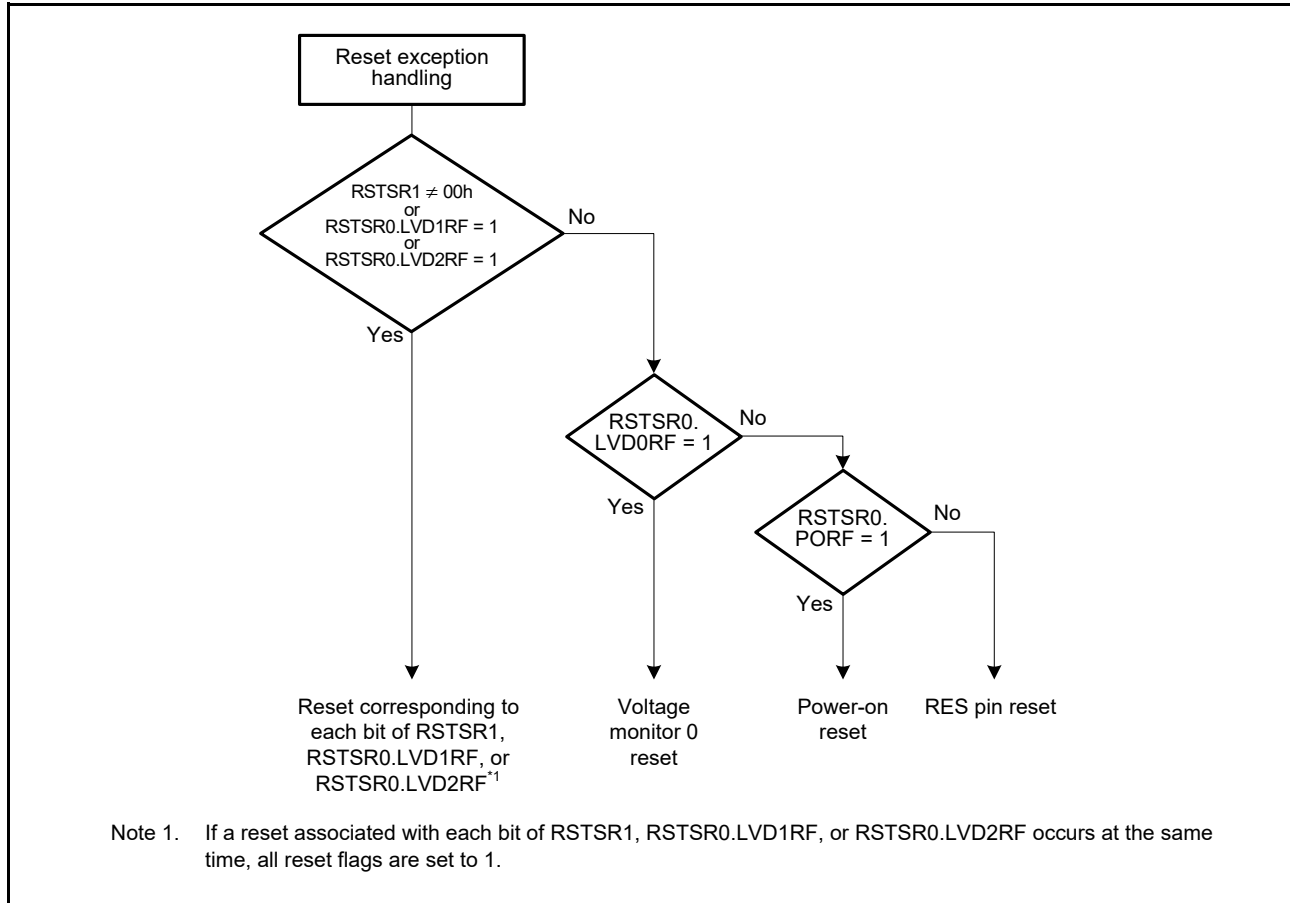 Reset exception
handling
RSTSR1 ≠ 00h
or
RSTSR0.LVD1RF = 1
or
RSTSR0.LVD2RF = 1
No
Yes
RSTSR0.
LVD0RF = 1
No
Yes
RSTSR0.
PORF = 1
No
Yes
Reset corresponding to
each bit of RSTSR1,
RSTSR0.LVD1RF, or
RSTSR0.LVD2RF*1
Voltage
monitor 0
reset
Power-on
reset
RES pin reset
Note 1. If a reset associated with each bit of RSTSR1, RSTSR0.LVD1RF, or RSTSR0.LVD2RF occurs at the same
time, all reset flags are set to 1.